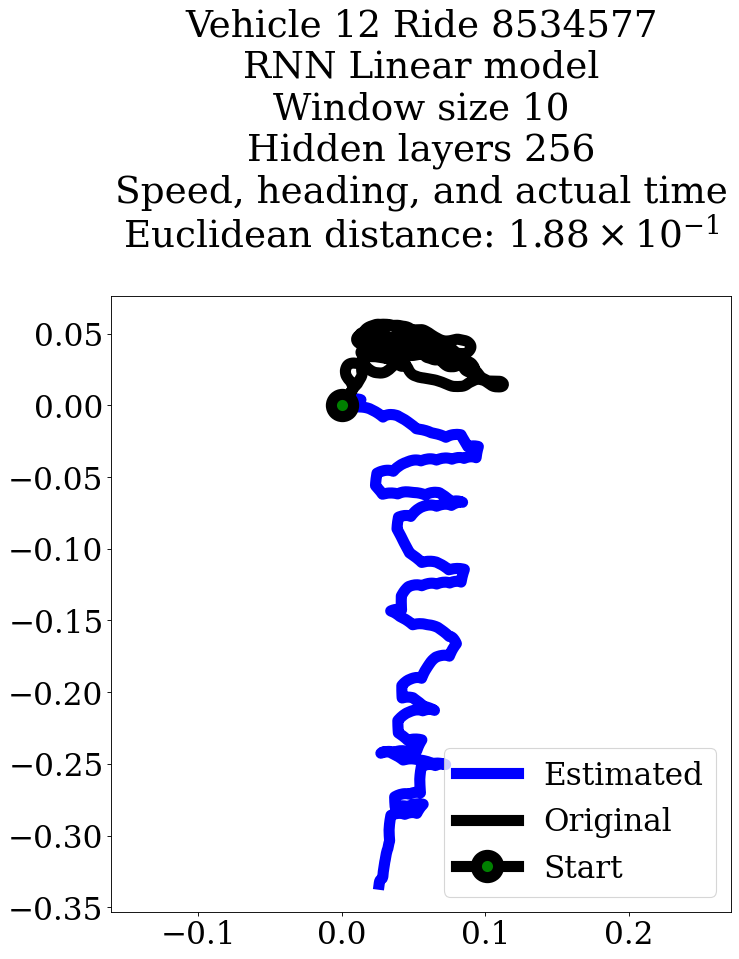 Vehicle 12 Ride 8534577
RNN Linear model
Window size 10
Hidden layers 256
Speed, heading, and actual time
Euclidean distance: 1.88 × 10⁻¹
0.05
0.00
−0.05
−0.10
−0.15
−0.20
−0.25
−0.30
−0.35
Estimated
Original
Start
−0.1
0.0
0.1
0.2